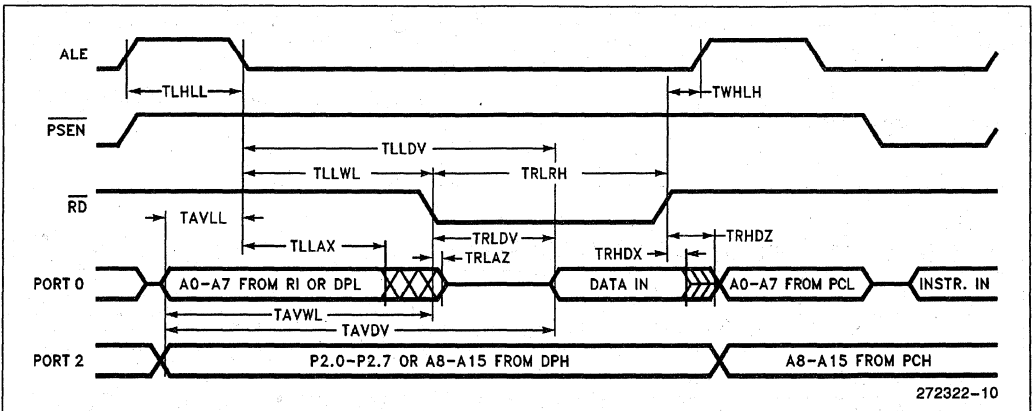 ALE
TLHLL
TWHLH
PSEN
TLLDV
TLLWL
TRLRH
RD
TAVLL
TRLDV
TRHDZ
TLLAX
TRLAZ
TRHDX
PORT 0
A0-A7 FROM RI OR DPL
DATA IN
A0-A7 FROM PCL
INSTR. IN
TAVWL
TAVDV
PORT 2
P2.0-P2.7 OR A8-A15 FROM DPH
A8-A15 FROM PCH
272322-10